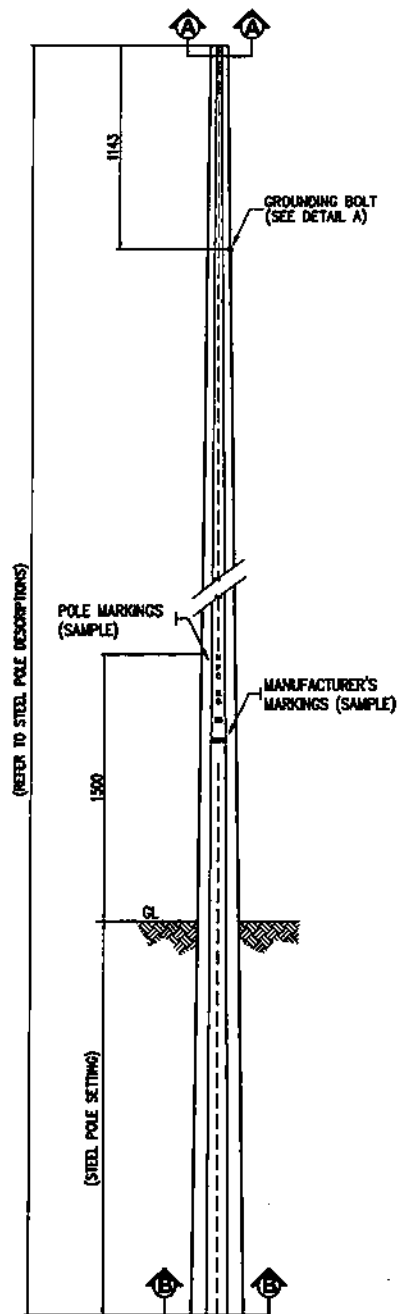 A A
1143
GROUNDING BOLT
(SEE DETAIL A)
(REFER TO STEEL POLE DESCRIPTIONS)
POLE MARKINGS
(SAMPLE)
MANUFACTURER'S
MARKINGS (SAMPLE)
1500
GL
(STEEL POLE SETTING)
B B